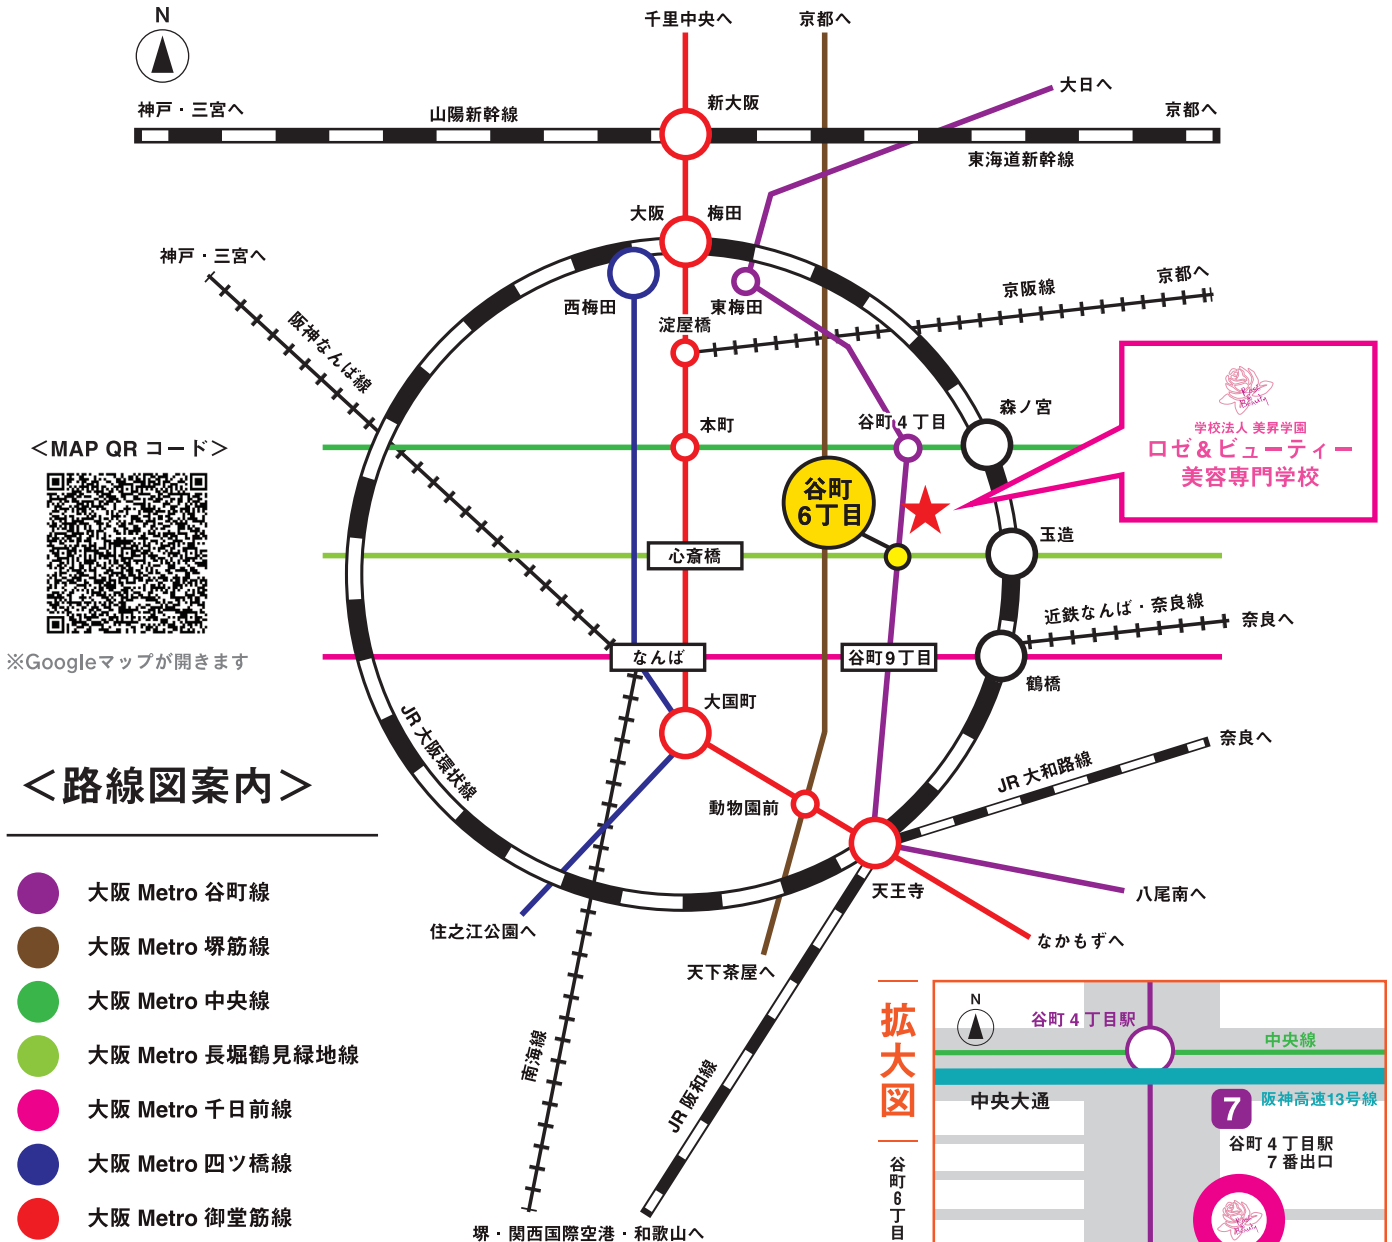 N
千里中央へ
京都へ
大日へ
神戸・三宮へ
山陽新幹線
新大阪
京都へ
東海道新幹線
大阪
梅田
神戸・三宮へ
西梅田
東梅田
京阪線
京都へ
淀屋橋
阪神なんば線
本町
谷町4丁目
森ノ宮
学校法人 美昇学園
ロゼ&ビューティー
美容専門学校
＜MAP QR コード＞
谷町
6丁目
心斎橋
玉造
近鉄なんば・奈良線
奈良へ
※Googleマップが開きます
なんば
谷町9丁目
鶴橋
大国町
JR 大阪環状線
奈良へ
JR 大和路線
＜路線図案内＞
動物園前
天王寺
八尾南へ
住之江公園へ
なかもずへ
天下茶屋へ
大阪 Metro 谷町線
大阪 Metro 堺筋線
大阪 Metro 中央線
大阪 Metro 長堀鶴見緑地線
大阪 Metro 千日前線
大阪 Metro 四ツ橋線
大阪 Metro 御堂筋線
南海線
JR 阪和線
堺・関西国際空港・和歌山へ
拡大図
谷町6丁目
N
谷町 4 丁目駅
中央線
中央大通
7
阪神高速13号線
谷町 4 丁目駅
7 番出口